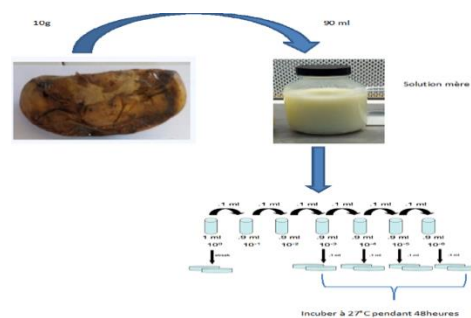 10g 90 ml
Solution mère
.1 ml .1 ml .1 ml .1 ml .1 ml .1 ml
1 ml .9 ml .9 ml .9 ml .9 ml .9 ml .9 ml
10⁰ 10⁻¹ 10⁻² 10⁻³ 10⁻⁴ 10⁻⁵ 10⁻⁶
Incuber à 27°C pendant 48heures